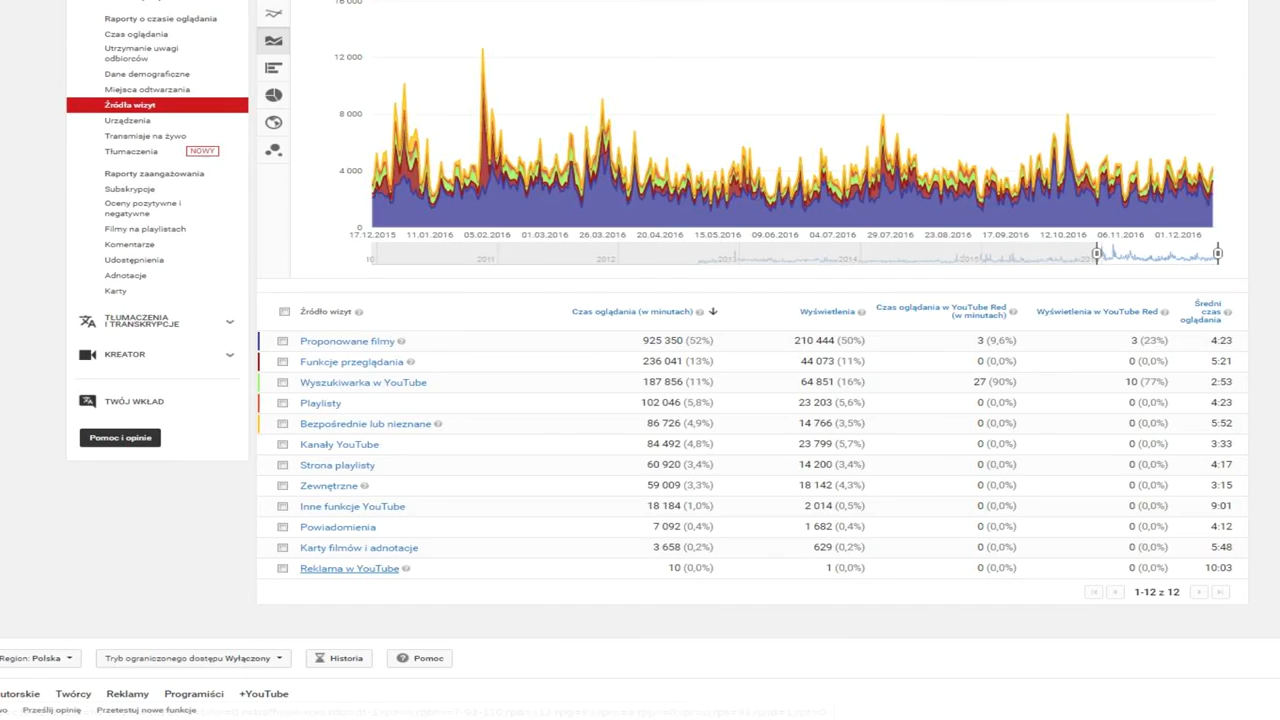 16 000
Raporty o czasie oglądania
Czas oglądania
Utrzymanie uwagi
odbiorców
Dane demograficzne
Miejsca odtwarzania
Źródła wizyt
Urządzenia
Transmisje na żywo
Tłumaczenia NOWY
Raporty zaangażowania
Subskrypcje
Oceny pozytywne i
negatywne
Filmy na playlistach
Komentarze
Udostępnienia
Adnotacje
Karty
TŁUMACZENIA
I TRANSKRYPCJE
KREATOR
TWÓJ WKŁAD
Pomoc i opinie
12 000
8 000
4 000
0
17.12.2015 11.01.2016 05.02.2016 01.03.2016 26.03.2016 20.04.2016 15.05.2016 09.06.2016 04.07.2016 29.07.2016 23.08.2016 17.09.2016 12.10.2016 06.11.2016 01.12.2016
2011 2012 2013 2014 2015
Źródło wizyt Czas oglądania (w minutach) Wyświetlenia Czas oglądania w YouTube Red (w minutach) Wyświetlenia w YouTube Red Średni czas oglądania
Proponowane filmy 925 350 (52%) 210 444 (50%) 3 (9,6%) 3 (23%) 4:23
Funkcje przeglądania 236 041 (13%) 44 073 (11%) 0 (0,0%) 0 (0,0%) 5:21
Wyszukiwarka w YouTube 187 856 (11%) 64 851 (16%) 27 (90%) 10 (77%) 2:53
Playlisty 102 046 (5,8%) 23 203 (5,6%) 0 (0,0%) 0 (0,0%) 4:23
Bezpośrednie lub nieznane 86 726 (4,9%) 14 766 (3,5%) 0 (0,0%) 0 (0,0%) 5:52
Kanały YouTube 84 492 (4,8%) 23 799 (5,7%) 0 (0,0%) 0 (0,0%) 3:33
Strona playlisty 60 920 (3,4%) 14 200 (3,4%) 0 (0,0%) 0 (0,0%) 4:17
Zewnętrzne 59 009 (3,3%) 18 142 (4,3%) 0 (0,0%) 0 (0,0%) 3:15
Inne funkcje YouTube 18 184 (1,0%) 2 014 (0,5%) 0 (0,0%) 0 (0,0%) 9:01
Powiadomienia 7 092 (0,4%) 1 682 (0,4%) 0 (0,0%) 0 (0,0%) 4:12
Karty filmów i adnotacje 3 658 (0,2%) 629 (0,2%) 0 (0,0%) 0 (0,0%) 5:48
Reklama w YouTube 10 (0,0%) 1 (0,0%) 0 (0,0%) 0 (0,0%) 10:03
1-12 z 12
Region: Polska Tryb ograniczonego dostępu Wyłączony Historia Pomoc
utorskie Twórcy Reklamy Programiści +YouTube
wo Prześlij opinię Przetestuj nowe funkcje